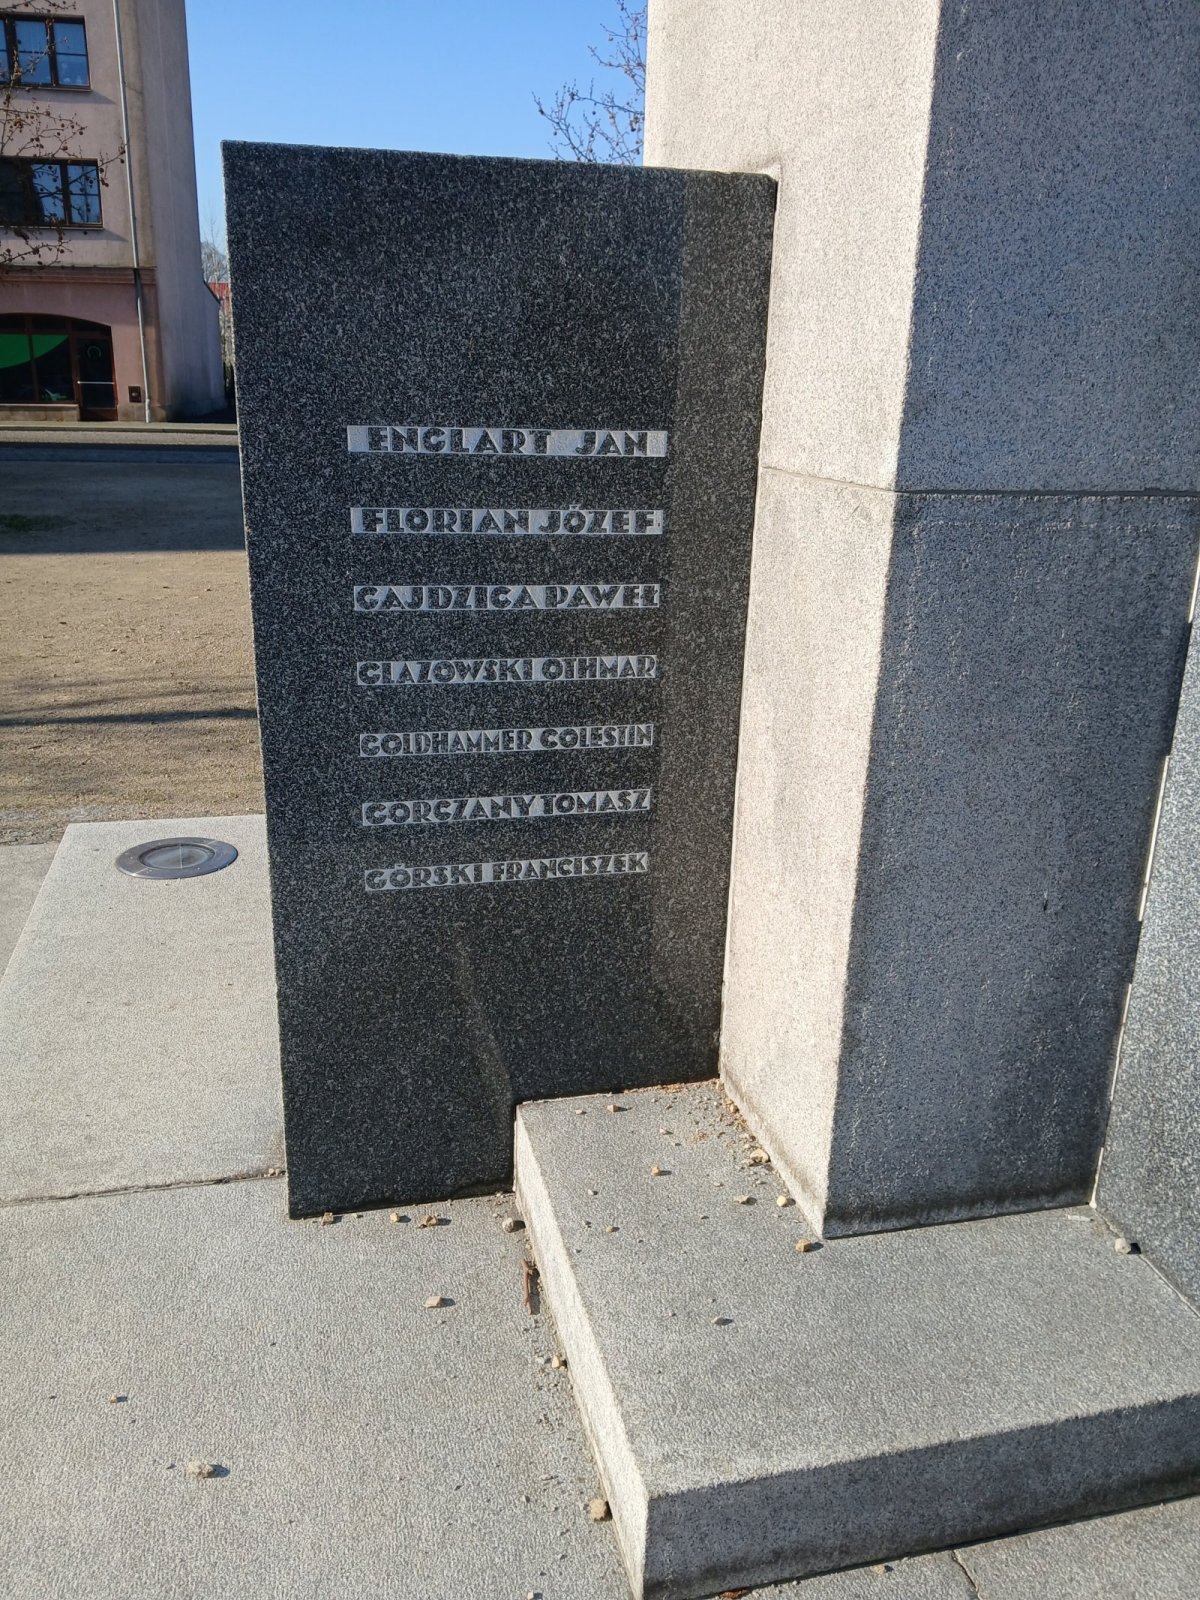 ENGLART JAN
FLORIAN JÓZEF
GAJDZICA PAWEŁ
GLAZOWSKI OTHMAR
GOLDHAMMER COLESTIN
GORCZANY TOMASZ
GÓRSKI FRANCISZEK